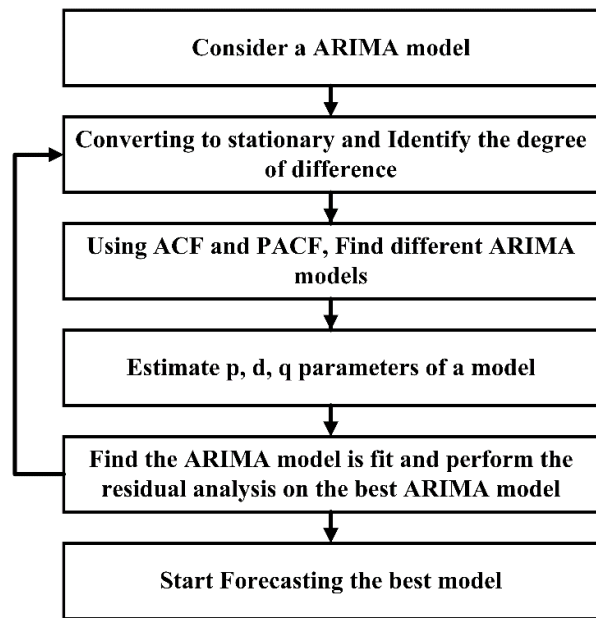 Consider a ARIMA model
Converting to stationary and Identify the degree
of difference
Using ACF and PACF, Find different ARIMA
models
Estimate p, d, q parameters of a model
Find the ARIMA model is fit and perform the
residual analysis on the best ARIMA model
Start Forecasting the best model